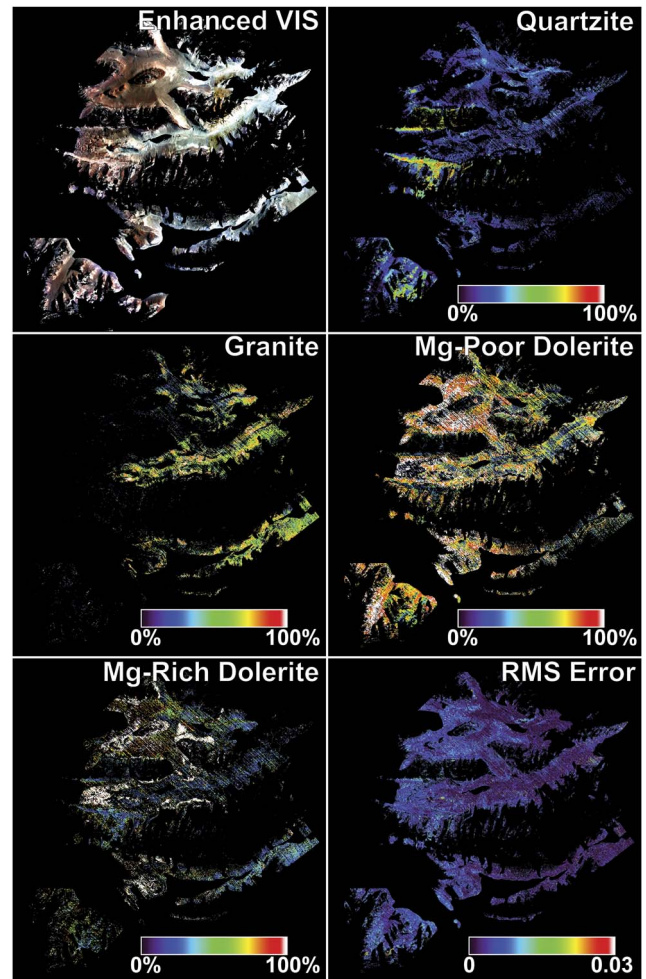 Enhanced VIS
Quartzite
0% 100%
Granite
0% 100%
Mg-Poor Dolerite
0% 100%
Mg-Rich Dolerite
0% 100%
RMS Error
0 0.03